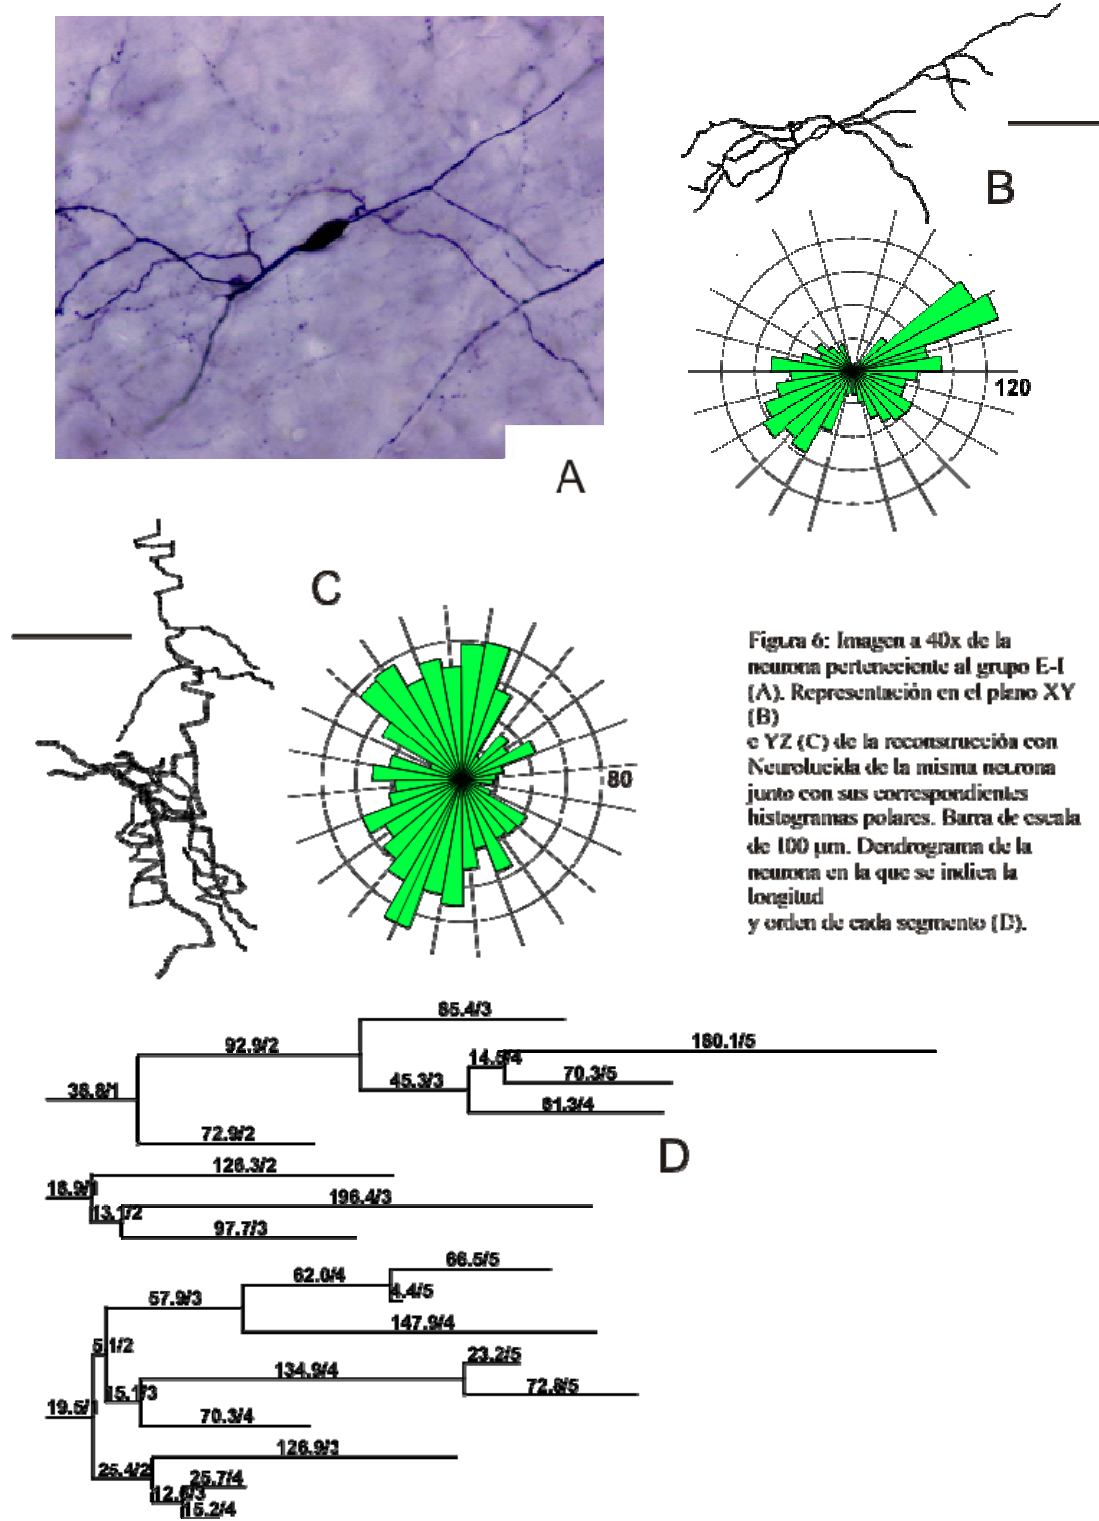 B
120
A
C
80
Figura 6: Imagen a 40x de la
neurona perteneciente al grupo E-I
(A). Representación en el plano XY
(B)
e YZ (C) de la reconstrucción con
Neurolucida de la misma neurona
junto con sus correspondientes
histogramas polares. Barra de escala
de 100 µm. Dendrograma de la
neurona en la que se indica la
longitud
y orden de cada segmento (D).
85.4/3
180.1/5
92.9/2
14.5/4
70.3/5
45.3/3
38.8/1
61.3/4
72.9/2
D
126.3/2
18.9/1
196.4/3
13.1/2
97.7/3
66.5/5
62.0/4
4.4/5
57.9/3
147.9/4
5.1/2
23.2/5
134.9/4
72.8/5
15.1/3
19.5/1
70.3/4
126.9/3
25.4/2
25.7/4
12.6/3
15.2/4